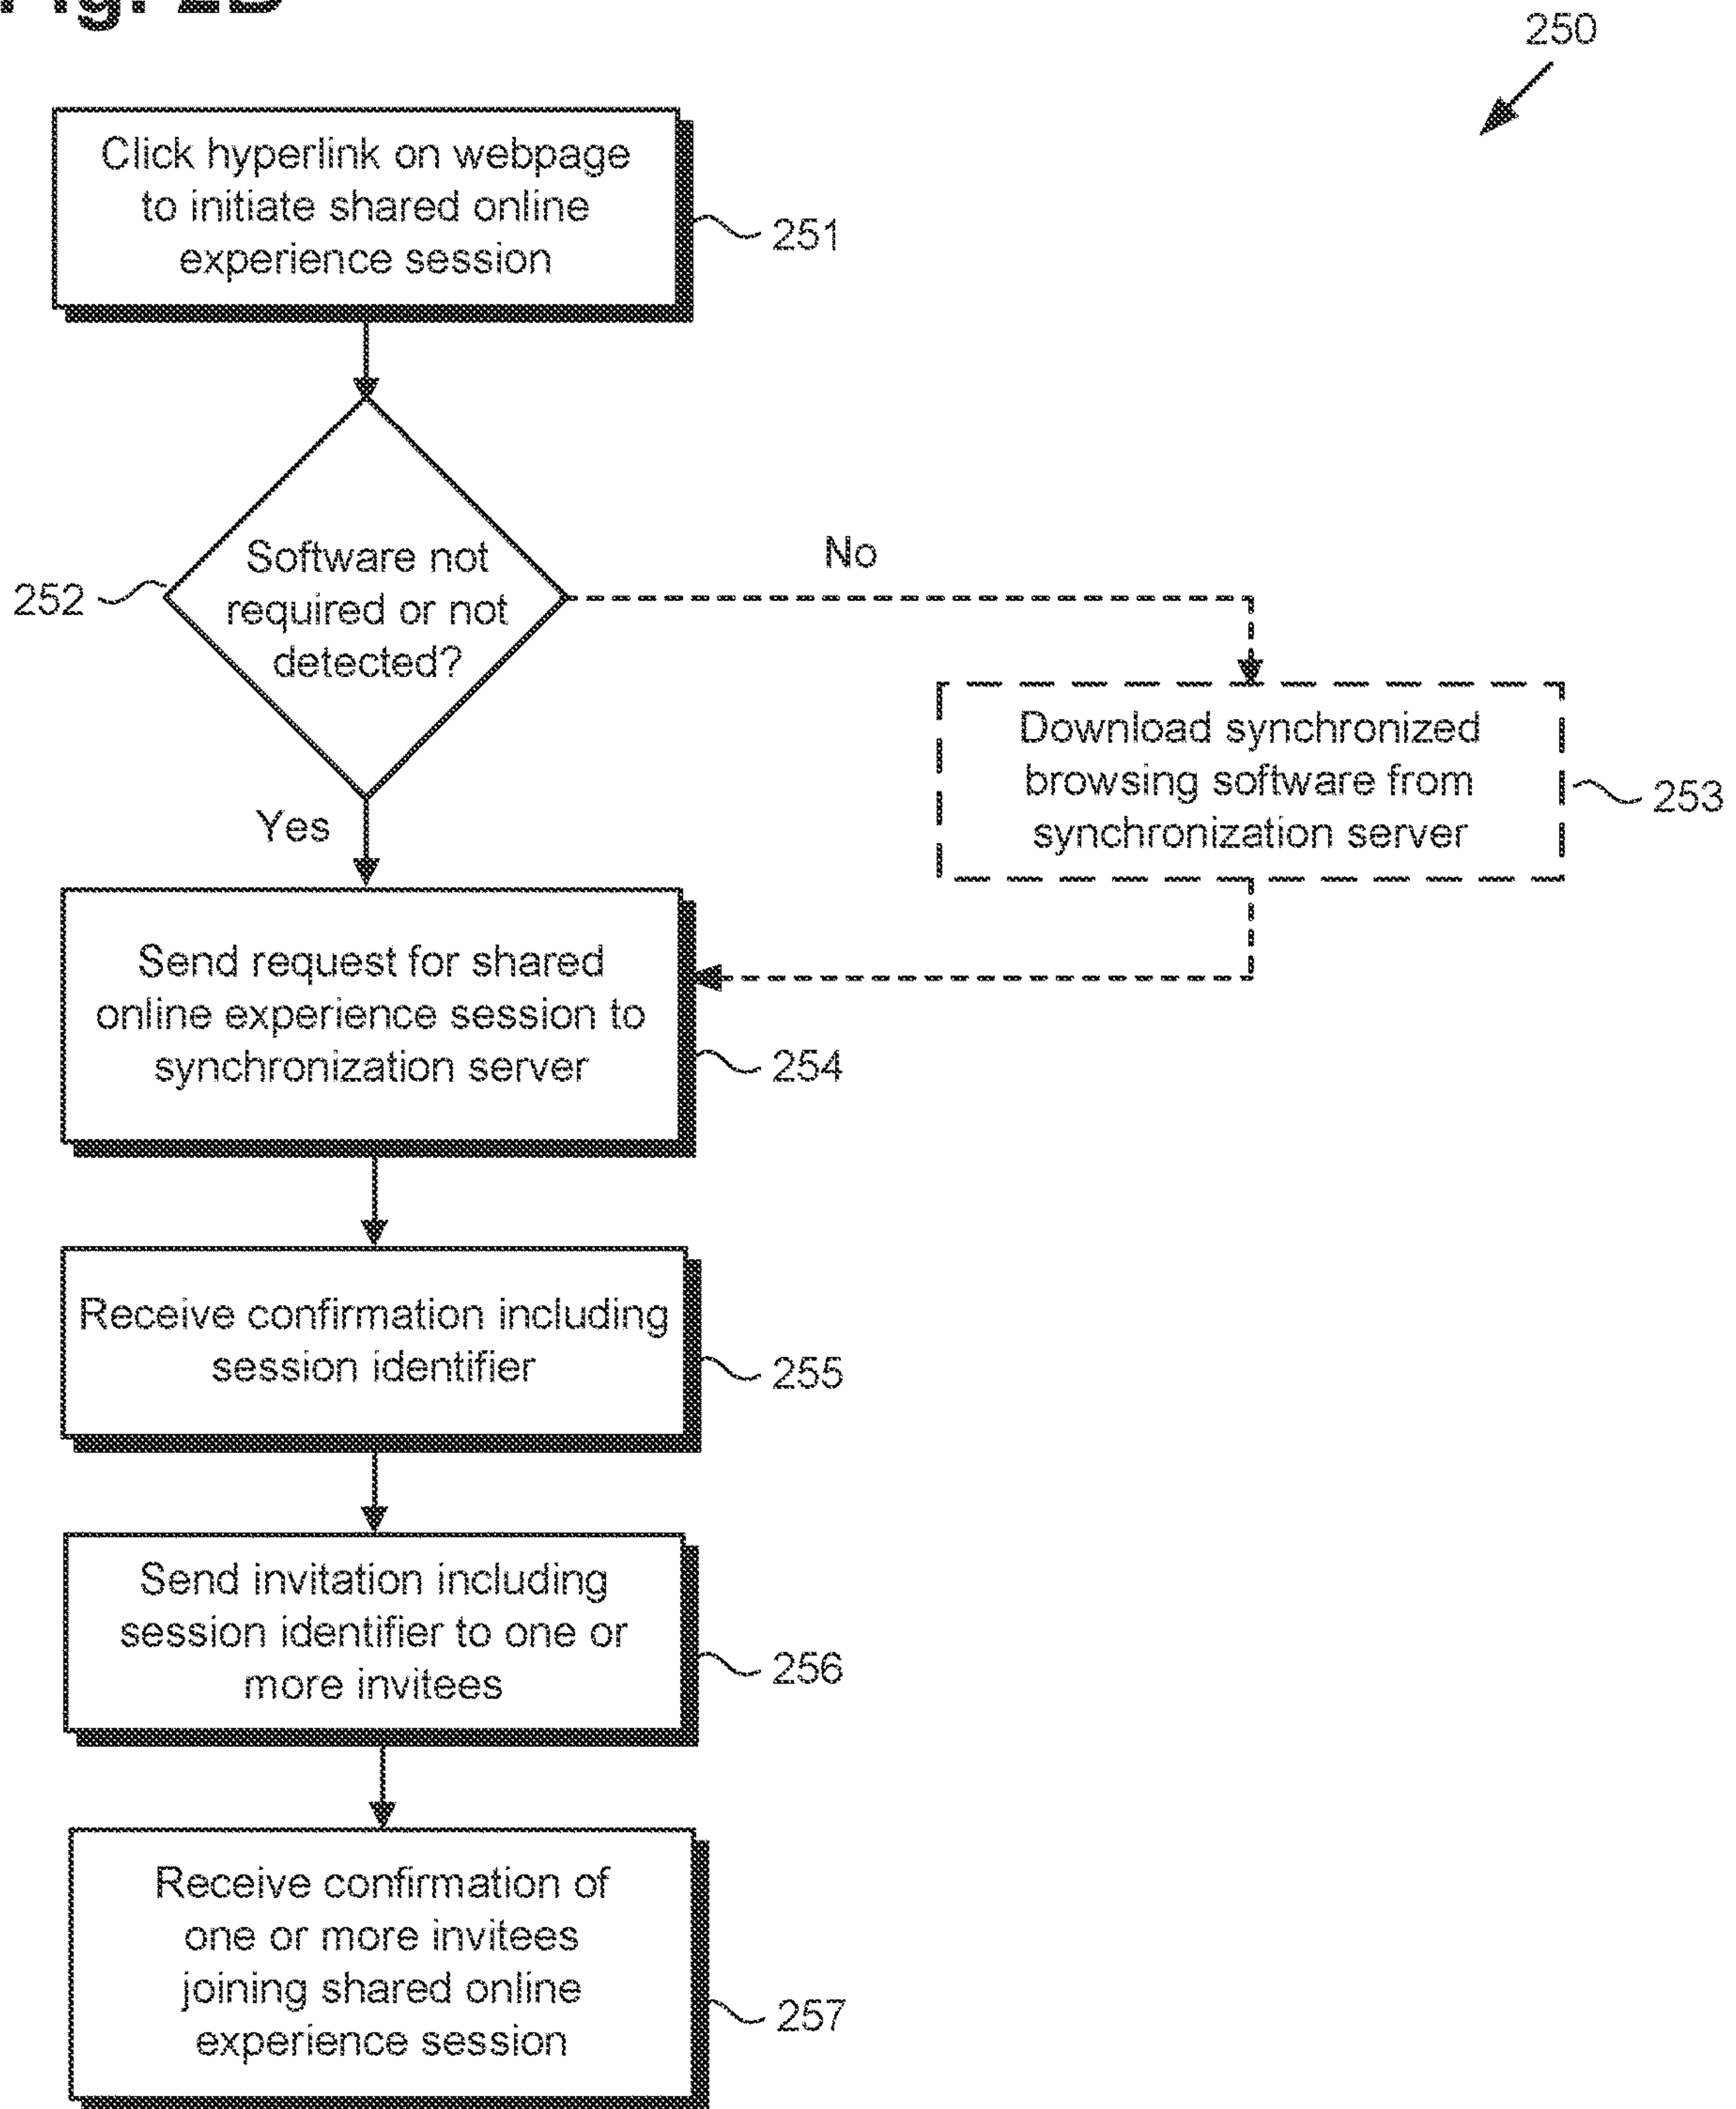 250
Click hyperlink on webpage
to initiate shared online
experience session
251
Software not
required or not
detected?
252
No
Download synchronized
browsing software from
synchronization server
253
Yes
Send request for shared
online experience session to
synchronization server
254
Receive confirmation including
session identifier
255
Send invitation including
session identifier to one or
more invitees
256
Receive confirmation of
one or more invitees
joining shared online
experience session
257